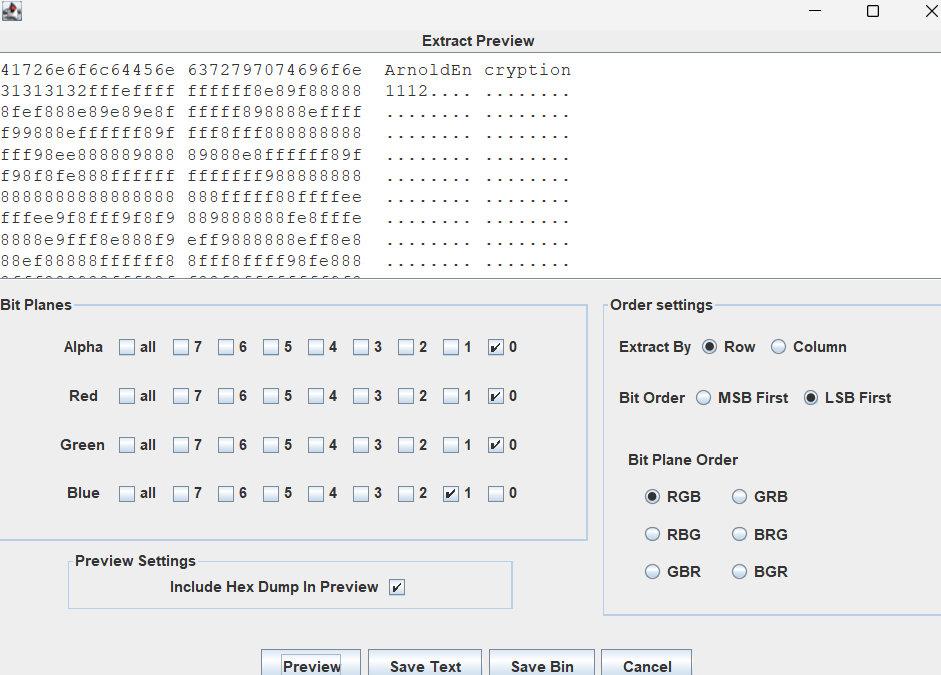 Extract Preview
41726e6f6c64456e 6372797074696f6e ArnoldEn cryption
31313132fffeffff ffffff8e89f88888 1112.... ........
8fef888e89e89e8f fffff898888effff ........ ........
f99888effffff89f fff8fff888888888 ........ ........
fff98ee888889888 89888e8ffffff89f ........ ........
f98f8fe888ffffff fffffff988888888 ........ ........
8888888888888888 888fffff88ffffee ........ ........
fffee9f8fff9f8f9 889888888fe8fffe ........ ........
8888e9fff8e888f9 eff9888888eff8e8 ........ ........
88ef88888ffffff8 8fff8ffff98fe888 ........ ........
Bit Planes
Alpha all 7 6 5 4 3 2 1 0
Red all 7 6 5 4 3 2 1 0
Green all 7 6 5 4 3 2 1 0
Blue all 7 6 5 4 3 2 1 0
Preview Settings
Include Hex Dump In Preview
Order settings
Extract By Row Column
Bit Order MSB First LSB First
Bit Plane Order
RGB GRB
RBG BRG
GBR BGR
Preview Save Text Save Bin Cancel